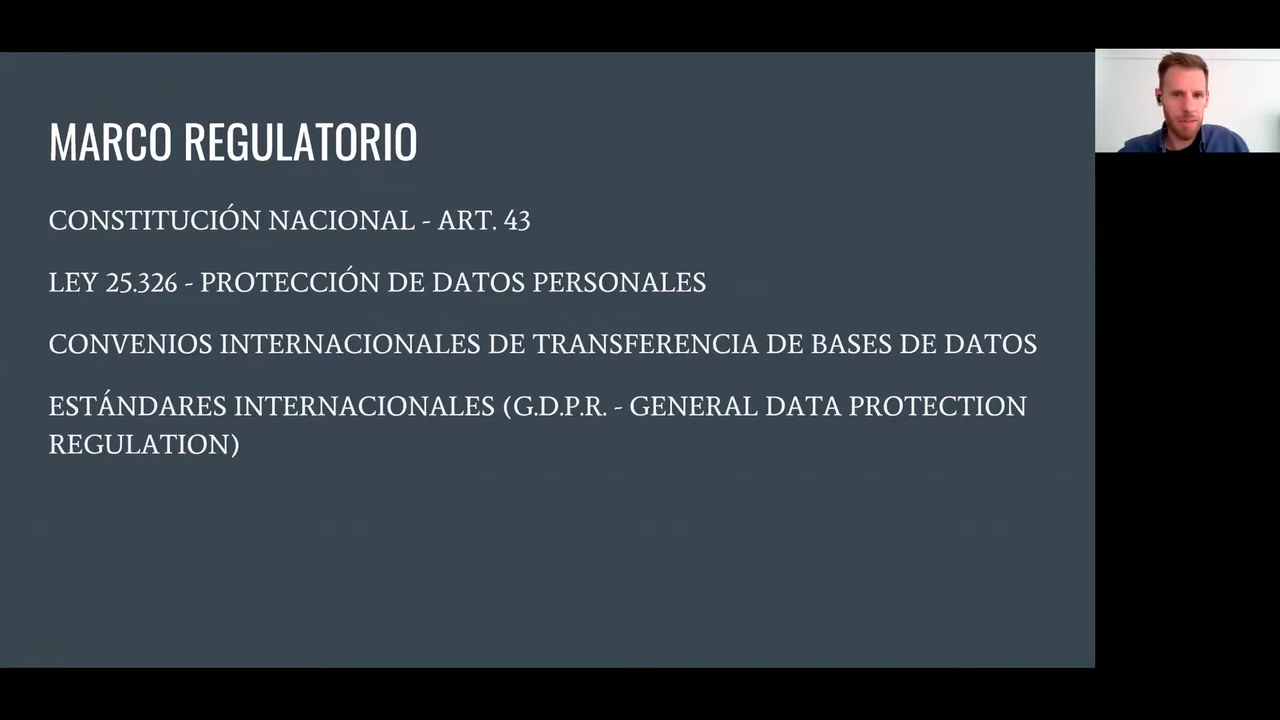 MARCO REGULATORIO
CONSTITUCIÓN NACIONAL - ART. 43
LEY 25.326 - PROTECCIÓN DE DATOS PERSONALES
CONVENIOS INTERNACIONALES DE TRANSFERENCIA DE BASES DE DATOS
ESTÁNDARES INTERNACIONALES (G.D.P.R. - GENERAL DATA PROTECTION
REGULATION)